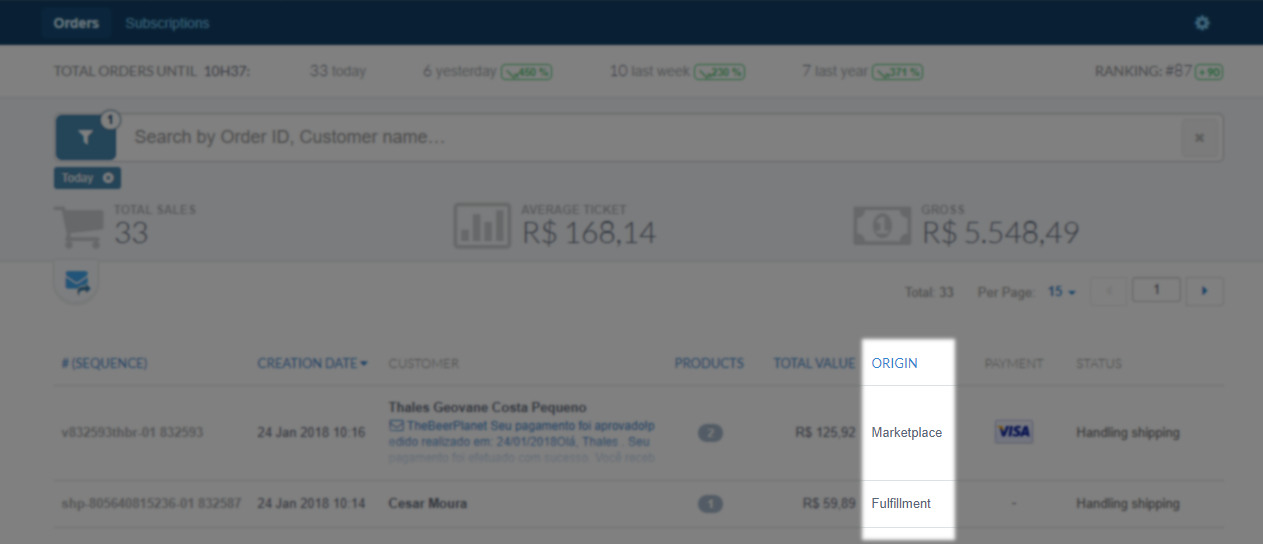 Orders Subscriptions
TOTAL ORDERS UNTIL 10H37: 33 today 6 yesterday 450 % 10 last week 230 % 7 last year 371 % RANKING: #87 +90
1
Search by Order ID, Customer name...
Today
TOTAL SALES AVERAGE TICKET GROSS
33 R$ 168,14 R$ 5.548,49
Total: 33 Per Page: 15 1
# (SEQUENCE) CREATION DATE CUSTOMER PRODUCTS TOTAL VALUE ORIGIN PAYMENT STATUS
Thales Geovane Costa Pequeno
TheBeerPlanet Seu pagamento foi aprovadolp
v832593thbr-01 832593 24 Jan 2018 10:16 2 R$ 125,92 Marketplace VISA Handling shipping
edido realizado em: 24/01/2018Olá, Thales . Seu
pagamento foi efetuado com sucesso. Você receb
shp-805640815236-01 832587 24 Jan 2018 10:14 Cesar Moura 1 R$ 59,89 Fulfillment - Handling shipping